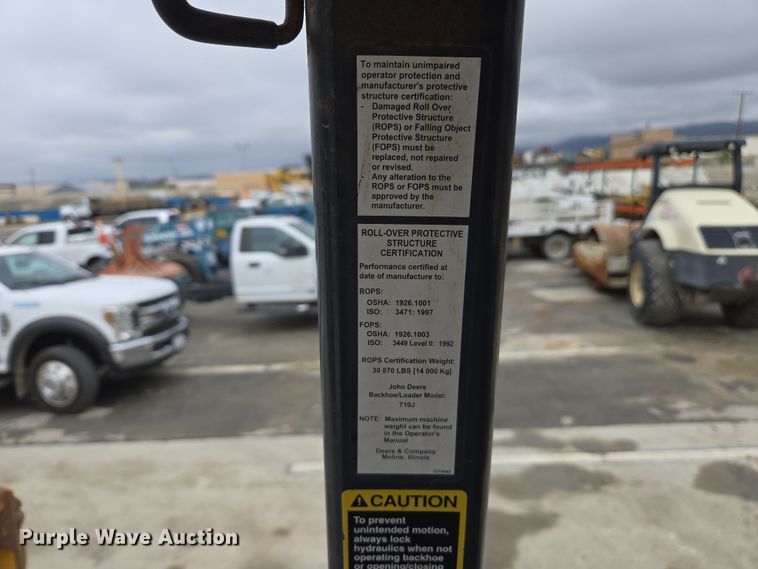 To maintain unimpaired
operator protection and
manufacturer's protective
structure certification:
- Damaged Roll Over
Protective Structure
(ROPS) or Falling Object
Protective Structure
(FOPS) must be
replaced, not repaired
or revised.
Any alteration to the
ROPS or FOPS must be
approved by the
manufacturer.
ROLL-OVER PROTECTIVE
STRUCTURE
CERTIFICATION
Performance certified at
date of manufacture to:
ROPS:
OSHA: 1926.1001
ISO: 3471: 1997
FOPS:
OSHA: 1926.1003
ISO: 3449 Level II: 1992
ROPS Certification Weight:
30 870 LBS [14 000 Kg]
John Deere
Backhoe/Loader Model:
710J
NOTE: Maximum machine
weight can be found
in the Operator's
Manual
Deere & Company
Moline, Illinois
CAUTION
To prevent
unintended motion,
always lock
hydraulics when not
operating backhoe
or opening/closing
Purple Wave Auction